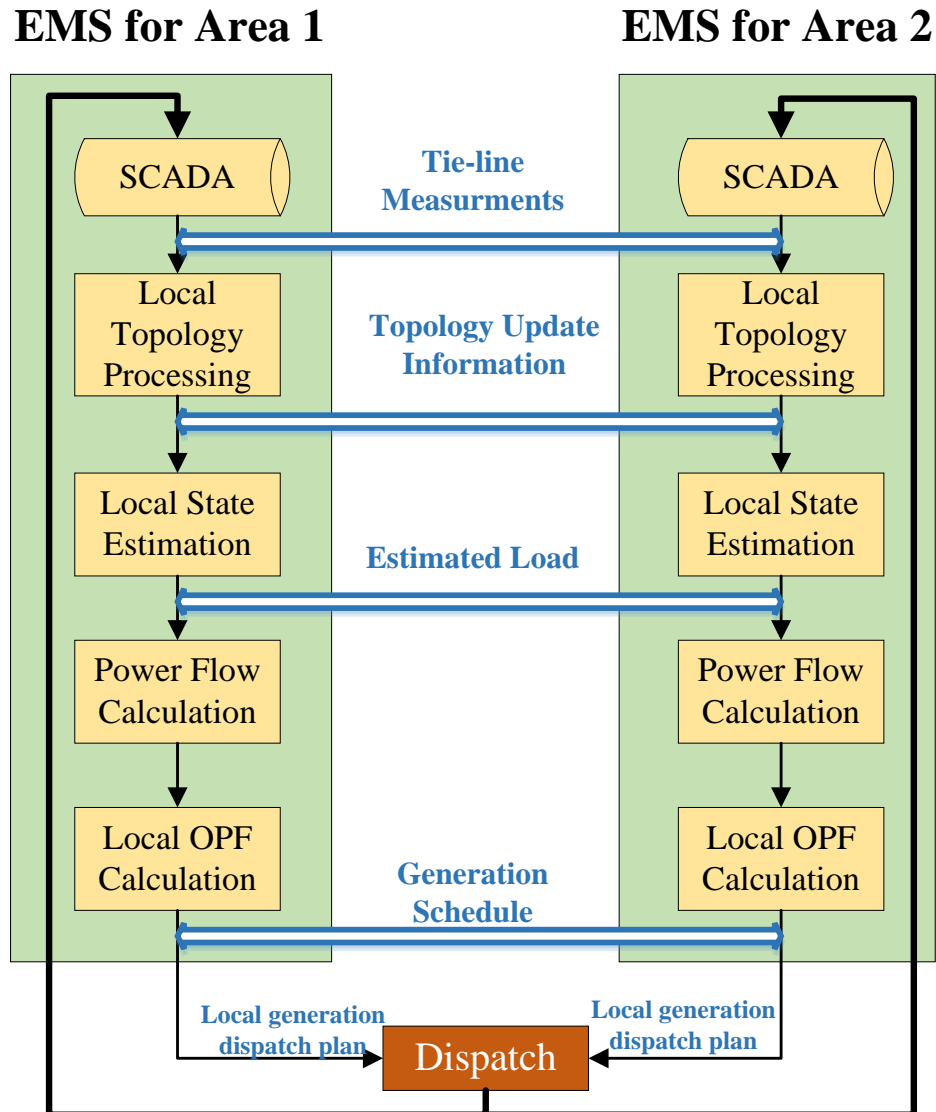 EMS for Area 1
EMS for Area 2
SCADA
Tie-line
Measurments
SCADA
Local
Topology
Processing
Topology Update
Information
Local
Topology
Processing
Local State
Estimation
Estimated Load
Local State
Estimation
Power Flow
Calculation
Power Flow
Calculation
Local OPF
Calculation
Generation
Schedule
Local OPF
Calculation
Local generation
dispatch plan
Dispatch
Local generation
dispatch plan